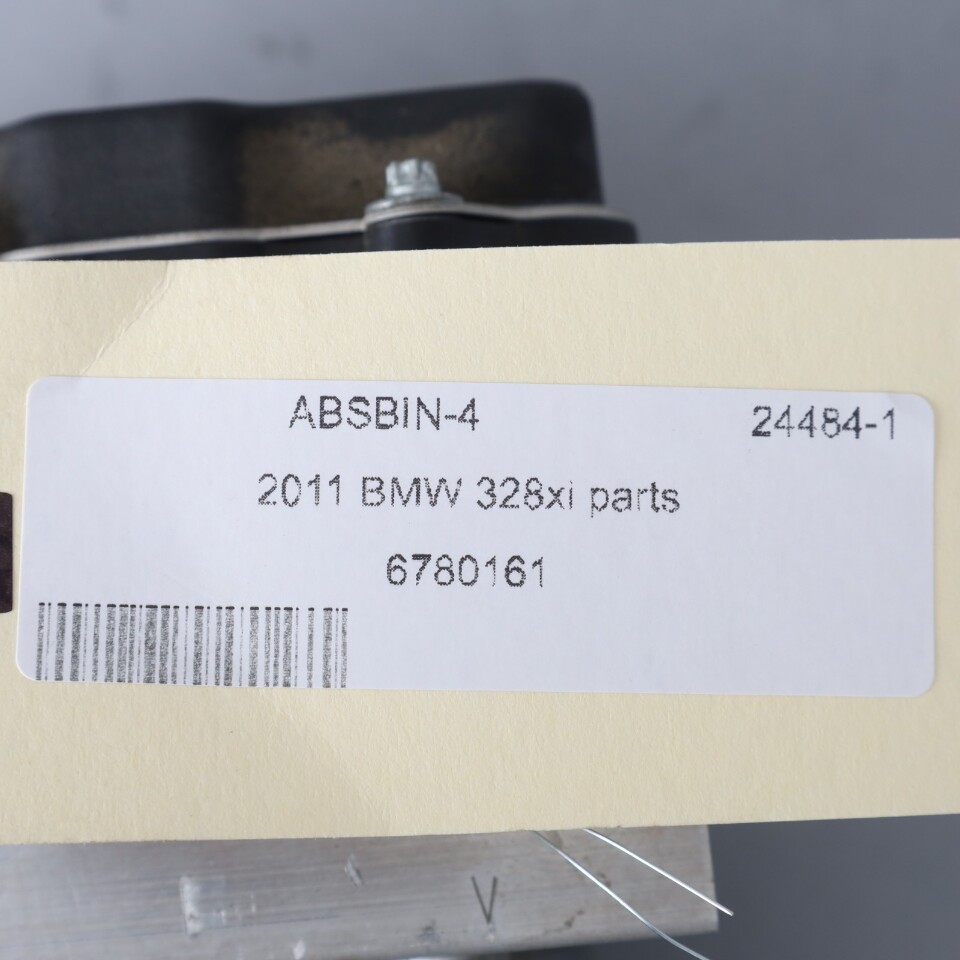 ABSBIN-4 24484-1
2011 BMW 328xi parts
6780161
V